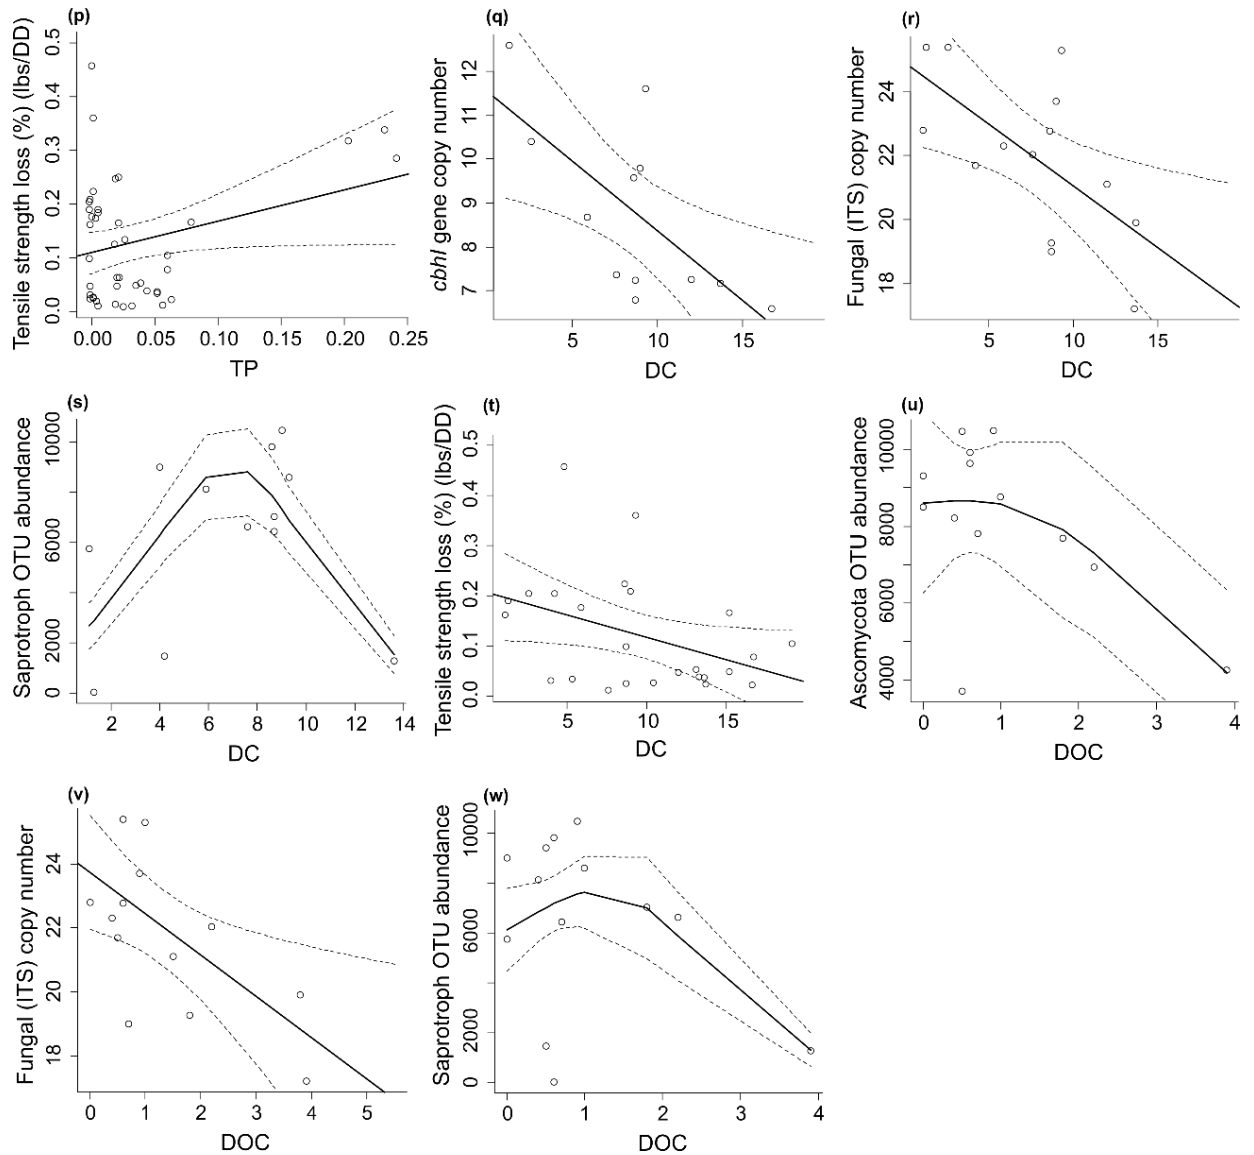 (p)
Tensile strength loss (%) (lbs/DD)
0.5
0.4
0.3
0.2
0.1
0.0
0.00 0.05 0.10 0.15 0.20 0.25
TP
(q)
cbhI gene copy number
12
11
10
9
8
7
5 10 15
DC
(r)
Fungal (ITS) copy number
24
22
20
18
5 10 15
DC
(s)
Saprotroph OTU abundance
10000
6000
2000
0
2 4 6 8 10 12 14
DC
(t)
Tensile strength loss (%) (lbs/DD)
0.5
0.4
0.3
0.2
0.1
0.0
5 10 15
DC
(u)
Ascomycota OTU abundance
10000
8000
6000
4000
0 1 2 3 4
DOC
(v)
Fungal (ITS) copy number
24
22
20
18
0 1 2 3 4 5
DOC
(w)
Saprotroph OTU abundance
10000
6000
2000
0
0 1 2 3 4
DOC